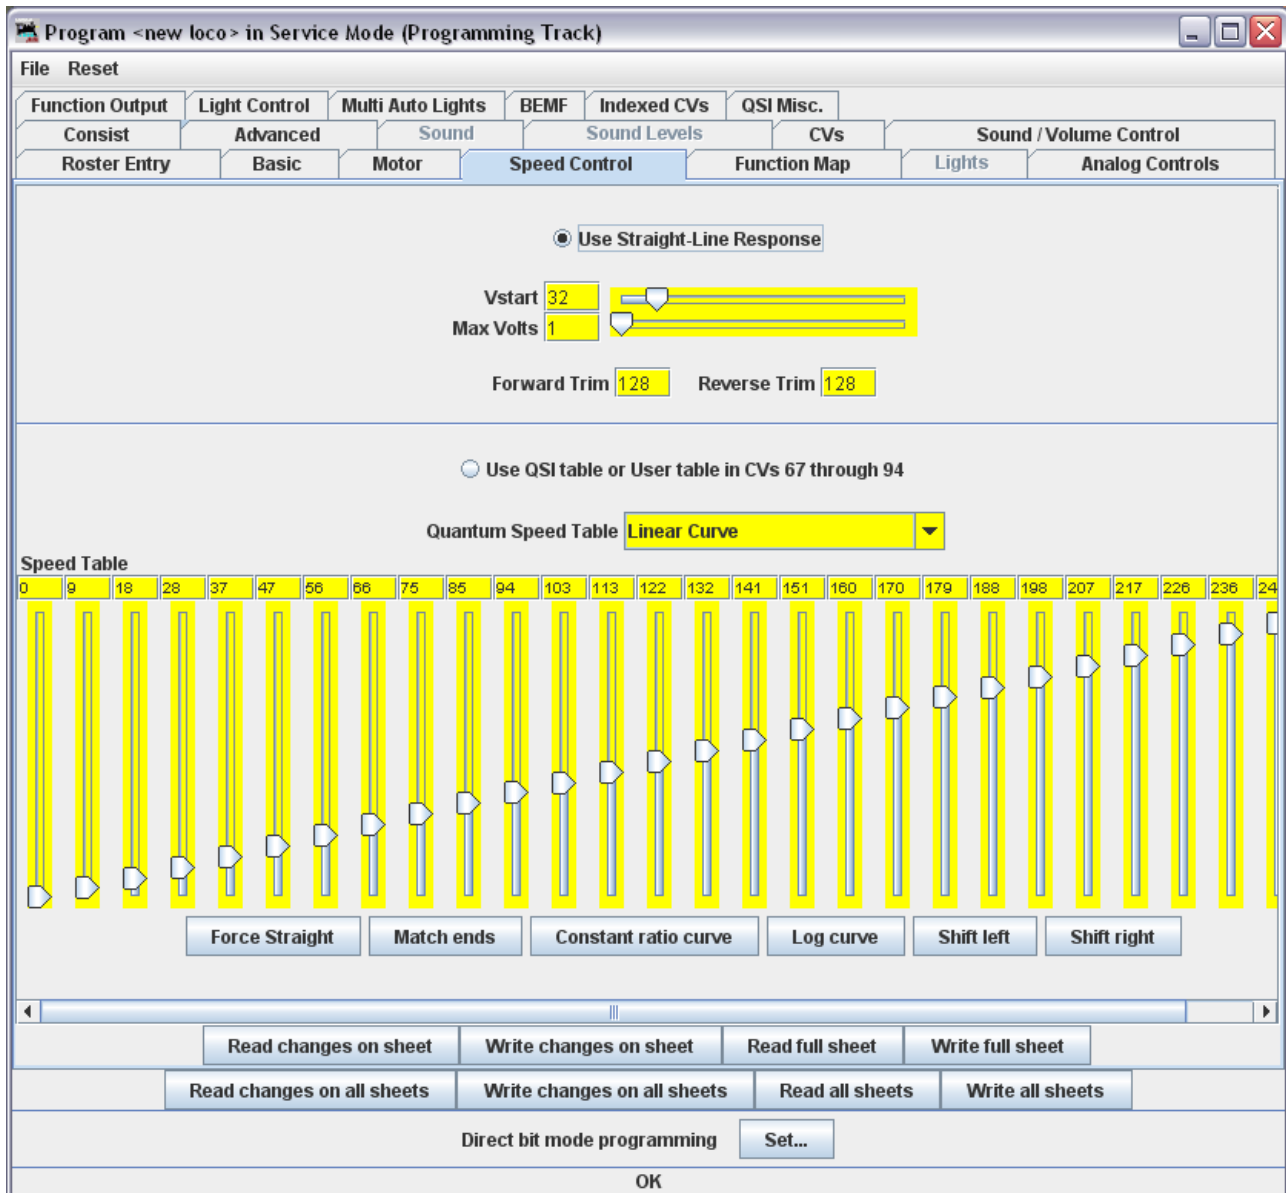 Program <new loco> in Service Mode (Programming Track)
File Reset
Function Output Light Control Multi Auto Lights BEMF Indexed CVs QSI Misc.
Consist Advanced Sound Sound Levels CVs Sound / Volume Control
Roster Entry Basic Motor Speed Control Function Map Lights Analog Controls
Use Straight-Line Response
Vstart 32
Max Volts 1
Forward Trim 128 Reverse Trim 128
Use QSI table or User table in CVs 67 through 94
Quantum Speed Table Linear Curve
Speed Table
0 9 18 28 37 47 56 66 75 85 94 103 113 122 132 141 151 160 170 179 188 198 207 217 226 236 24
Force Straight Match ends Constant ratio curve Log curve Shift left Shift right
Read changes on sheet Write changes on sheet Read full sheet Write full sheet
Read changes on all sheets Write changes on all sheets Read all sheets Write all sheets
Direct bit mode programming Set...
OK